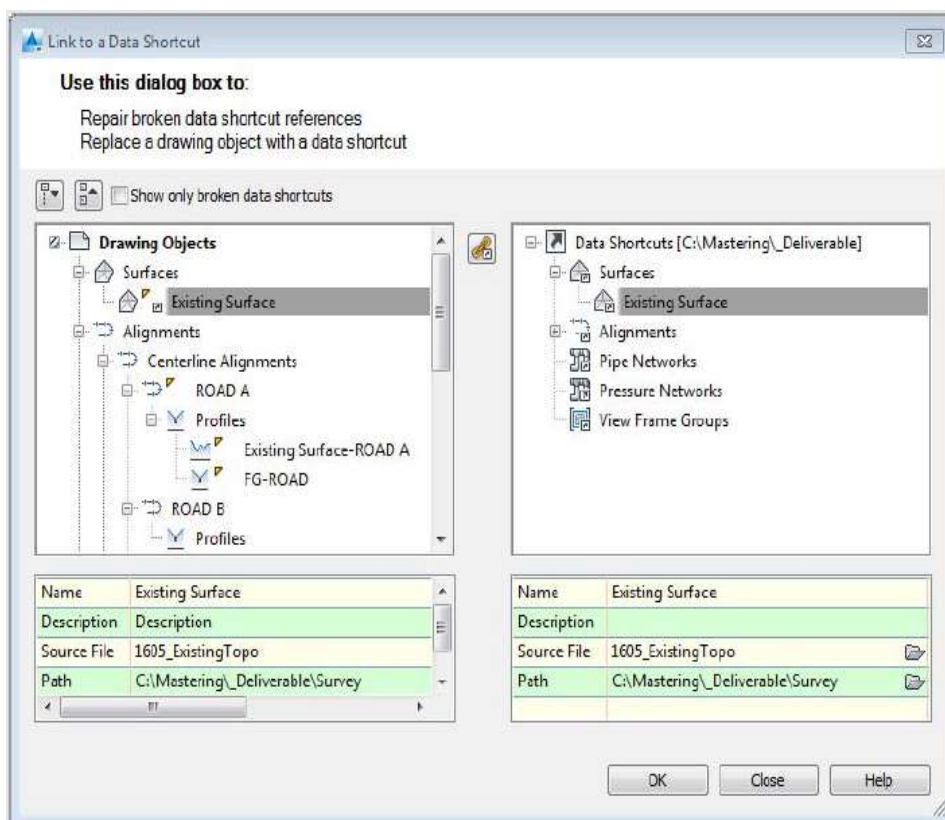 Link to a Data Shortcut
Use this dialog box to:
Repair broken data shortcut references
Replace a drawing object with a data shortcut
Show only broken data shortcuts
Drawing Objects
Surfaces
Existing Surface
Alignments
Centerline Alignments
ROAD A
Profiles
Existing Surface-ROAD A
FG-ROAD
ROAD B
Profiles
Data Shortcuts [C:\Mastering\_Deliverable]
Surfaces
Existing Surface
Alignments
Pipe Networks
Pressure Networks
View Frame Groups
Name Existing Surface
Description Description
Source File 1605_ExistingTopo
Path C:\Mastering\_Deliverable\Survey
Name Existing Surface
Description
Source File 1605_ExistingTopo
Path C:\Mastering\_Deliverable\Survey
OK Close Help